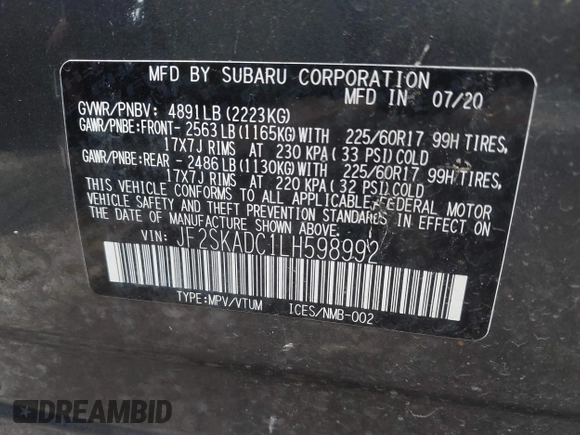 MFD BY SUBARU CORPORATION
MFD IN 07/20
GVWR/PNBV: 4891LB(2223KG)
GAWR/PNBE:FRONT- 2563LB(1165KG)WITH 225/60R17 99H TIRES,
17X7J RIMS AT 230 KPA(33 PSI)COLD
GAWR/PNBE:REAR - 2486LB(1130KG)WITH 225/60R17 99H TIRES,
17X7J RIMS AT 220 KPA(32 PSI)COLD
THIS VEHICLE CONFORMS TO ALL APPLICABLE FEDERAL MOTOR
VEHICLE SAFETY AND THEFT PREVENTION STANDARDS IN EFFECT ON
THE DATE OF MANUFACTURE SHOWN ABOVE.
VIN: JF2SKADC1LH598992
TYPE:MPV/VTUM ICES/NMB-002
DREAMBID